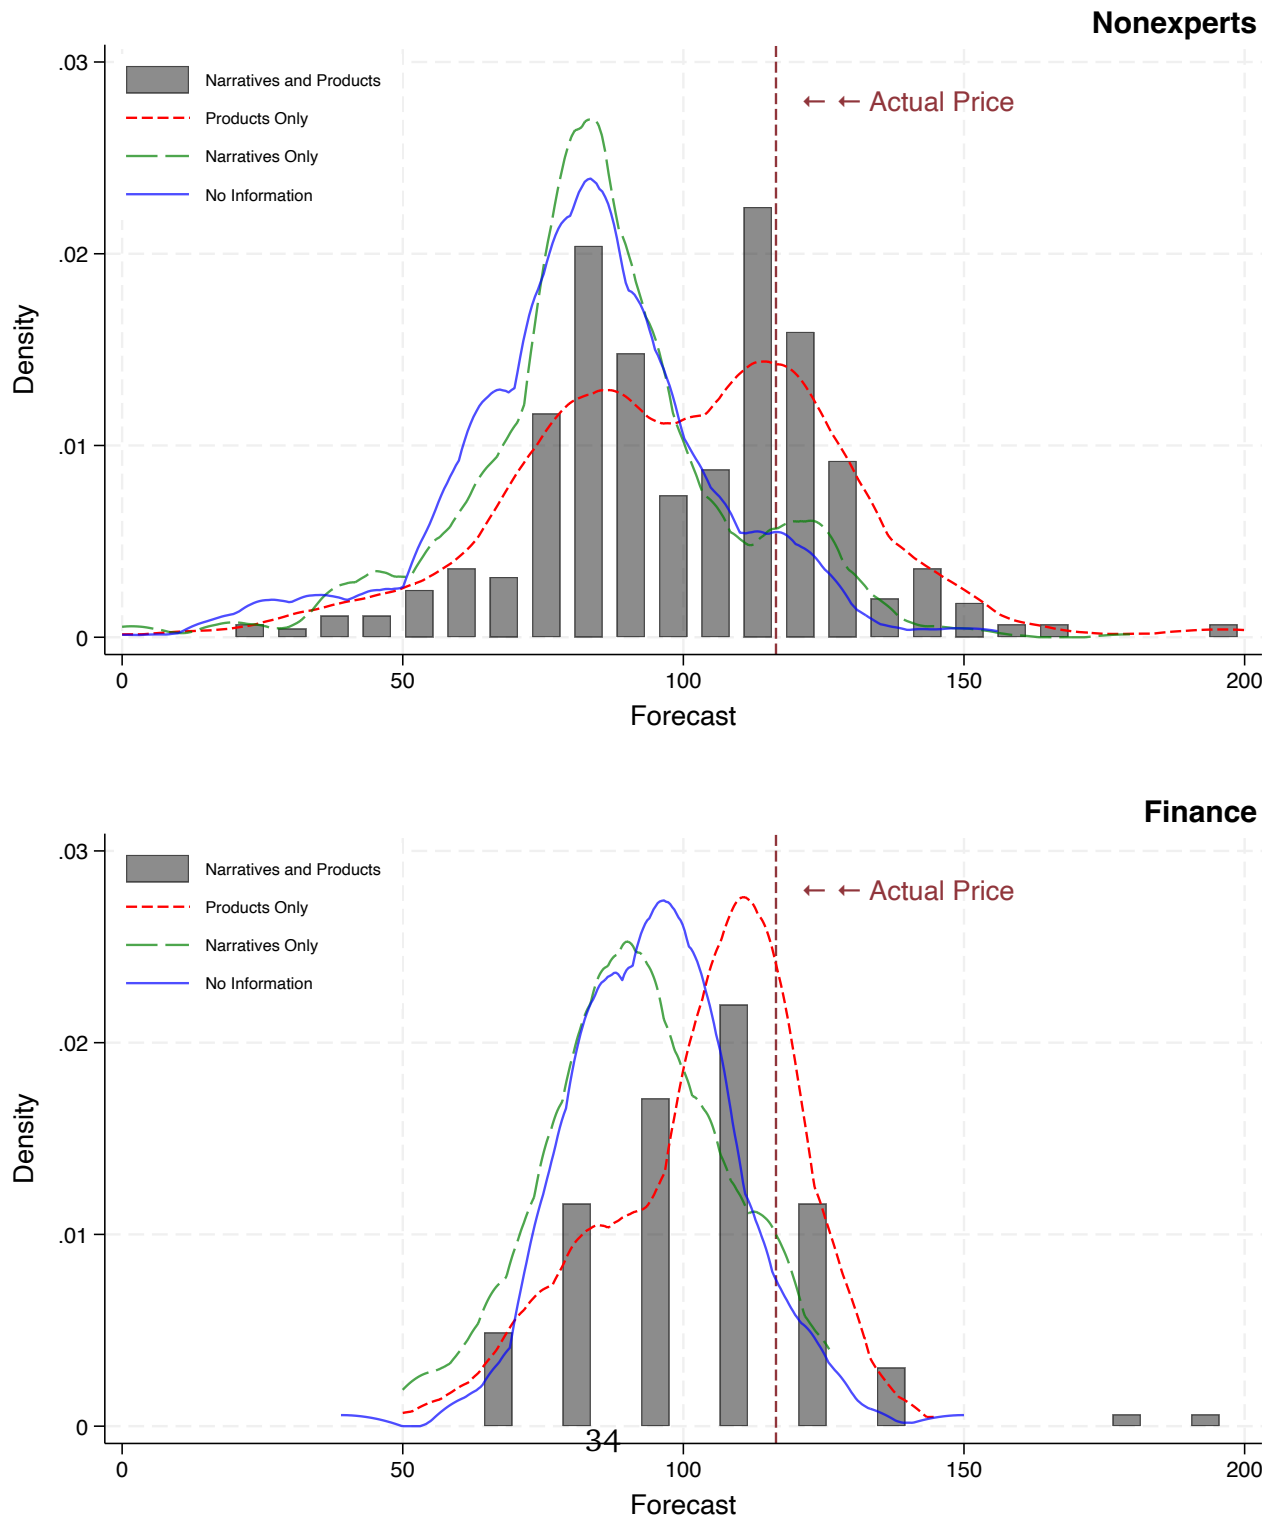 Nonexperts
.03
Narratives and Products
← ← Actual Price
Products Only
Narratives Only
No Information
.02
Density
.01
0
0 50 100 150 200
Forecast
Finance
.03
Narratives and Products
← ← Actual Price
Products Only
Narratives Only
No Information
.02
Density
.01
0
34
0 50 100 150 200
Forecast